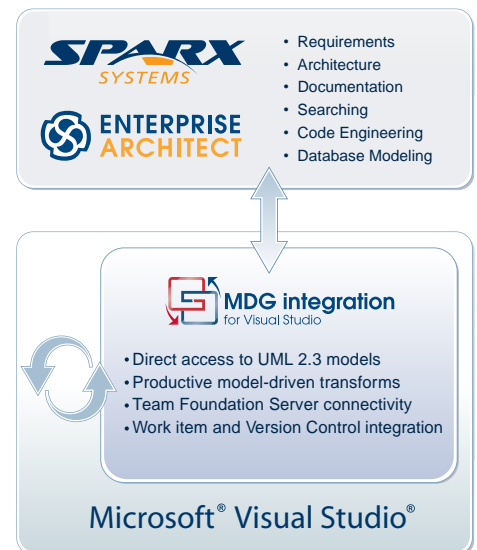 SPARX
SYSTEMS
ENTERPRISE
ARCHITECT
• Requirements
• Architecture
• Documentation
• Searching
• Code Engineering
• Database Modeling
MDG integration
for Visual Studio
• Direct access to UML 2.3 models
• Productive model-driven transforms
• Team Foundation Server connectivity
• Work item and Version Control integration
Microsoft® Visual Studio®